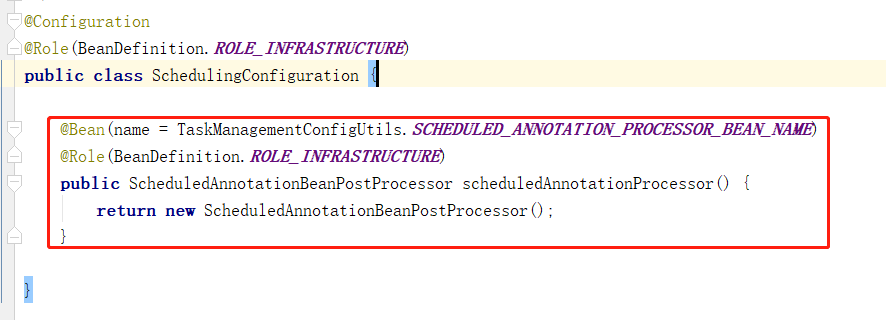 @Configuration
@Role(BeanDefinition.ROLE_INFRASTRUCTURE)
public class SchedulingConfiguration {
@Bean(name = TaskManagementConfigUtils.SCHEDULED_ANNOTATION_PROCESSOR_BEAN_NAME)
@Role(BeanDefinition.ROLE_INFRASTRUCTURE)
public ScheduledAnnotationBeanPostProcessor scheduledAnnotationProcessor() {
return new ScheduledAnnotationBeanPostProcessor();
}
}